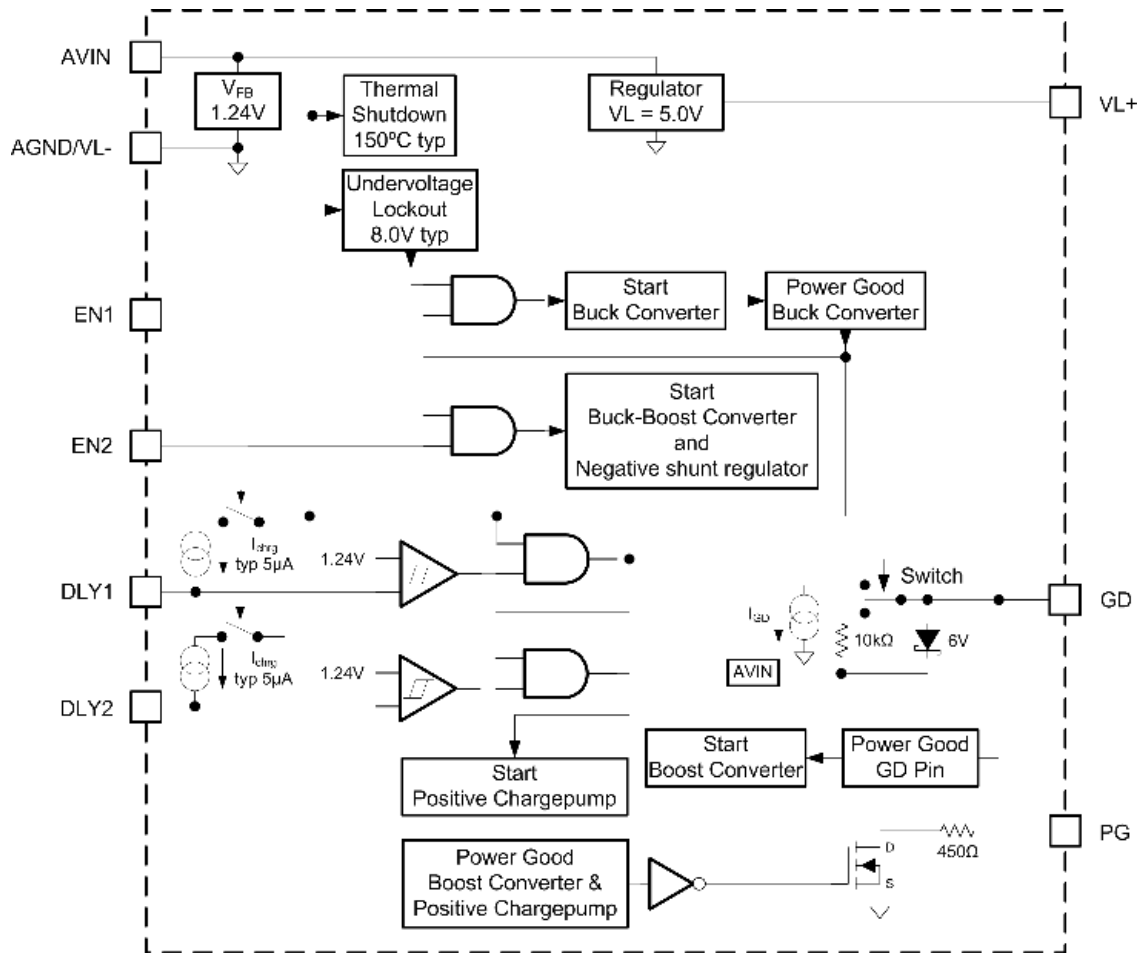 AVIN
VFB
1.24V
Thermal
Shutdown
150ºC typ
Regulator
VL = 5.0V
VL+
AGND/VL-
Undervoltage
Lockout
8.0V typ
EN1
Start
Buck Converter
Power Good
Buck Converter
EN2
Start
Buck-Boost Converter
and
Negative shunt regulator
Ichrg
typ 5µA
1.24V
DLY1
Switch
GD
IGD
10kΩ
6V
AVIN
Ichrg
typ 5µA
1.24V
DLY2
Start
Positive Chargepump
Start
Boost Converter
Power Good
GD Pin
PG
Power Good
Boost Converter &
Positive Chargepump
D
S
450Ω